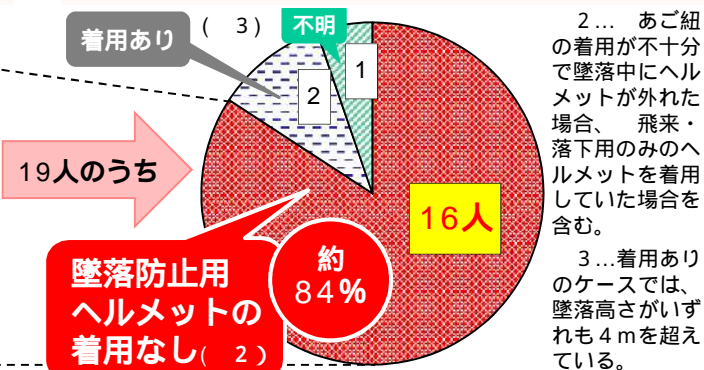 着用あり
( 3)
不明
1
2
19人のうち
16人
約
84%
墜落防止用
ヘルメットの
着用なし( 2)
2... あご紐
の着用が不十分
で墜落中にヘル
メットが外れた
場合、 飛来・
落下用のみのヘ
ルメットを着用
していた場合を
含む。
3...着用あり
のケースでは、
墜落高さがいず
れも4mを超え
ている。